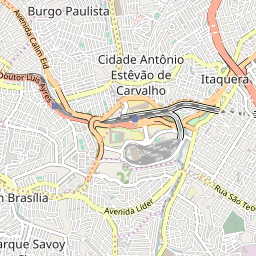 Burgo Paulista
Avenida Calim Eid
Cidade Antônio
Estêvão de
Carvalho
Itaquera
Doutor Luís Ayres
Rua São Teo
m Brasília
Avenida Líder
arque Savoy